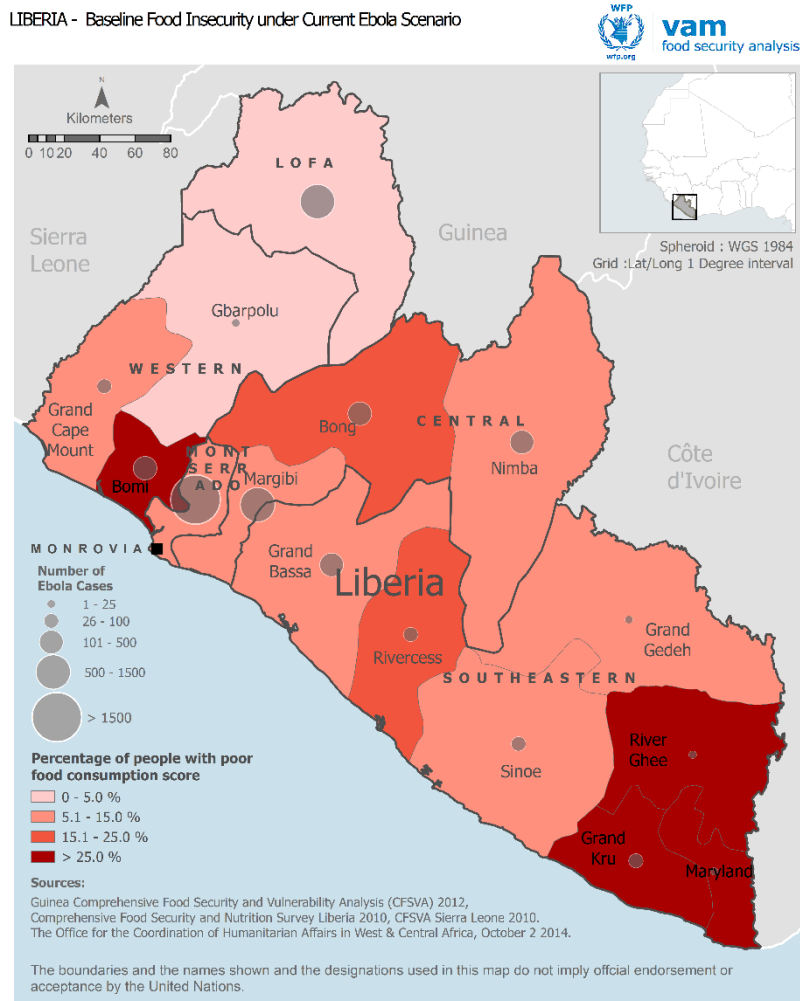 LIBERIA - Baseline Food Insecurity under Current Ebola Scenario
WFP
wfp.org
vam
food security analysis
N
Kilometers
0 10 20 40 60 80
LOFA
Sierra
Leone
Guinea
Spheroid : WGS 1984
Grid :Lat/Long 1 Degree interval
Gbarpolu
WESTERN
Grand
Cape
Mount
Bong
CENTRAL
Nimba
Côte
d'Ivoire
MONT
SERR
ADO
Margibi
Bomi
MONROVIA
Grand
Bassa
Liberia
Rivercess
Grand
Gedeh
SOUTHEASTERN
River
Ghee
Sinoe
Grand
Kru
Maryland
Number of
Ebola Cases
1 - 25
26 - 100
101 - 500
500 - 1500
> 1500
Percentage of people with poor
food consumption score
0 - 5.0 %
5.1 - 15.0 %
15.1 - 25.0 %
> 25.0 %
Sources:
Guinea Comprehensive Food Security and Vulnerability Analysis (CFSVA) 2012,
Comprehensive Food Security and Nutrition Survey Liberia 2010, CFSVA Sierra Leone 2010.
The Office for the Coordination of Humanitarian Affairs in West & Central Africa, October 2 2014.
The boundaries and the names shown and the designations used in this map do not imply offcial endorsement or
acceptance by the United Nations.